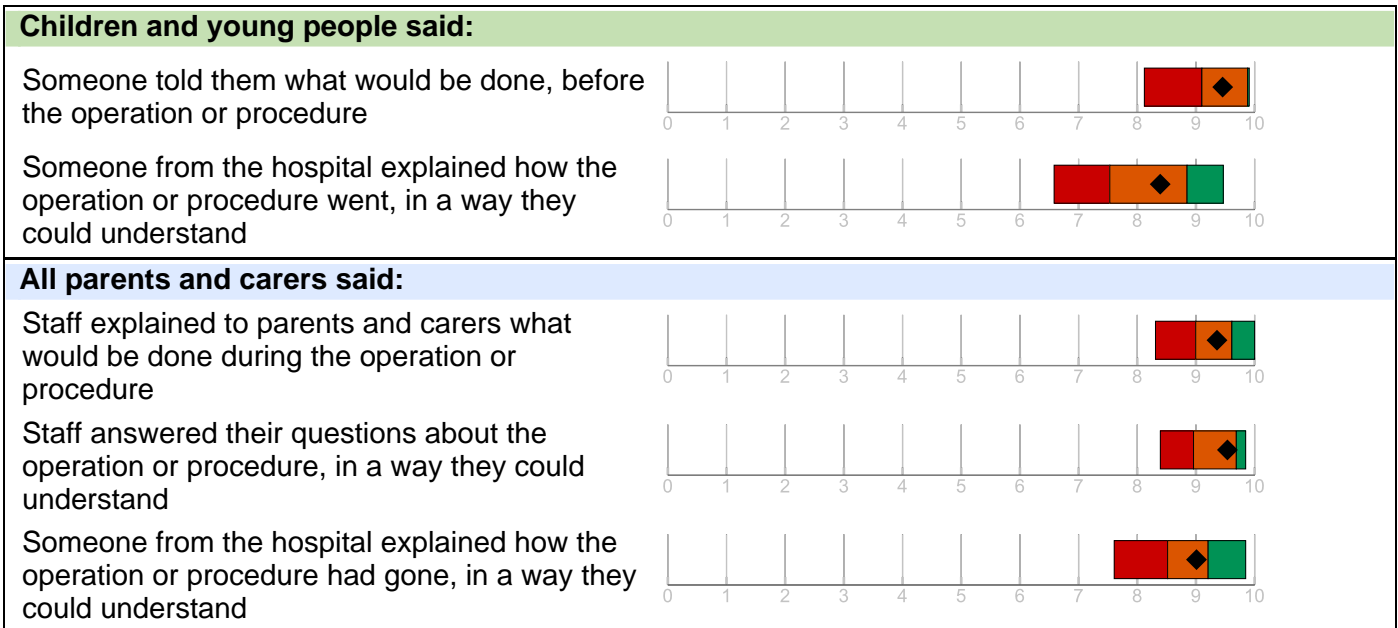 Children and young people said:
Someone told them what would be done, before
the operation or procedure
0 1 2 3 4 5 6 7 8 9 10
Someone from the hospital explained how the
operation or procedure went, in a way they
could understand
0 1 2 3 4 5 6 7 8 9 10
All parents and carers said:
Staff explained to parents and carers what
would be done during the operation or
procedure
0 1 2 3 4 5 6 7 8 9 10
Staff answered their questions about the
operation or procedure, in a way they could
understand
0 1 2 3 4 5 6 7 8 9 10
Someone from the hospital explained how the
operation or procedure had gone, in a way they
could understand
0 1 2 3 4 5 6 7 8 9 10